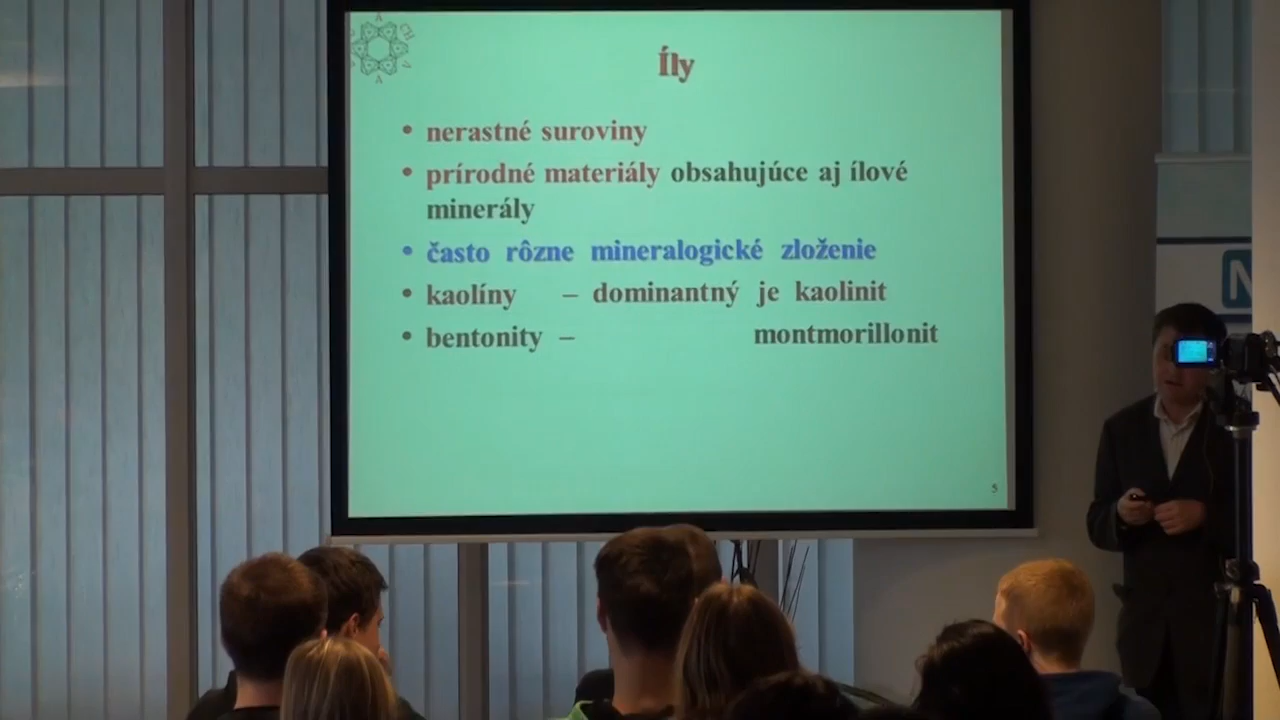 Íly
• nerastné suroviny
• prírodné materiály obsahujúce aj ílové
minerály
• často rôzne mineralogické zloženie
• kaolíny – dominantný je kaolinit
• bentonity – montmorillonit
5
N